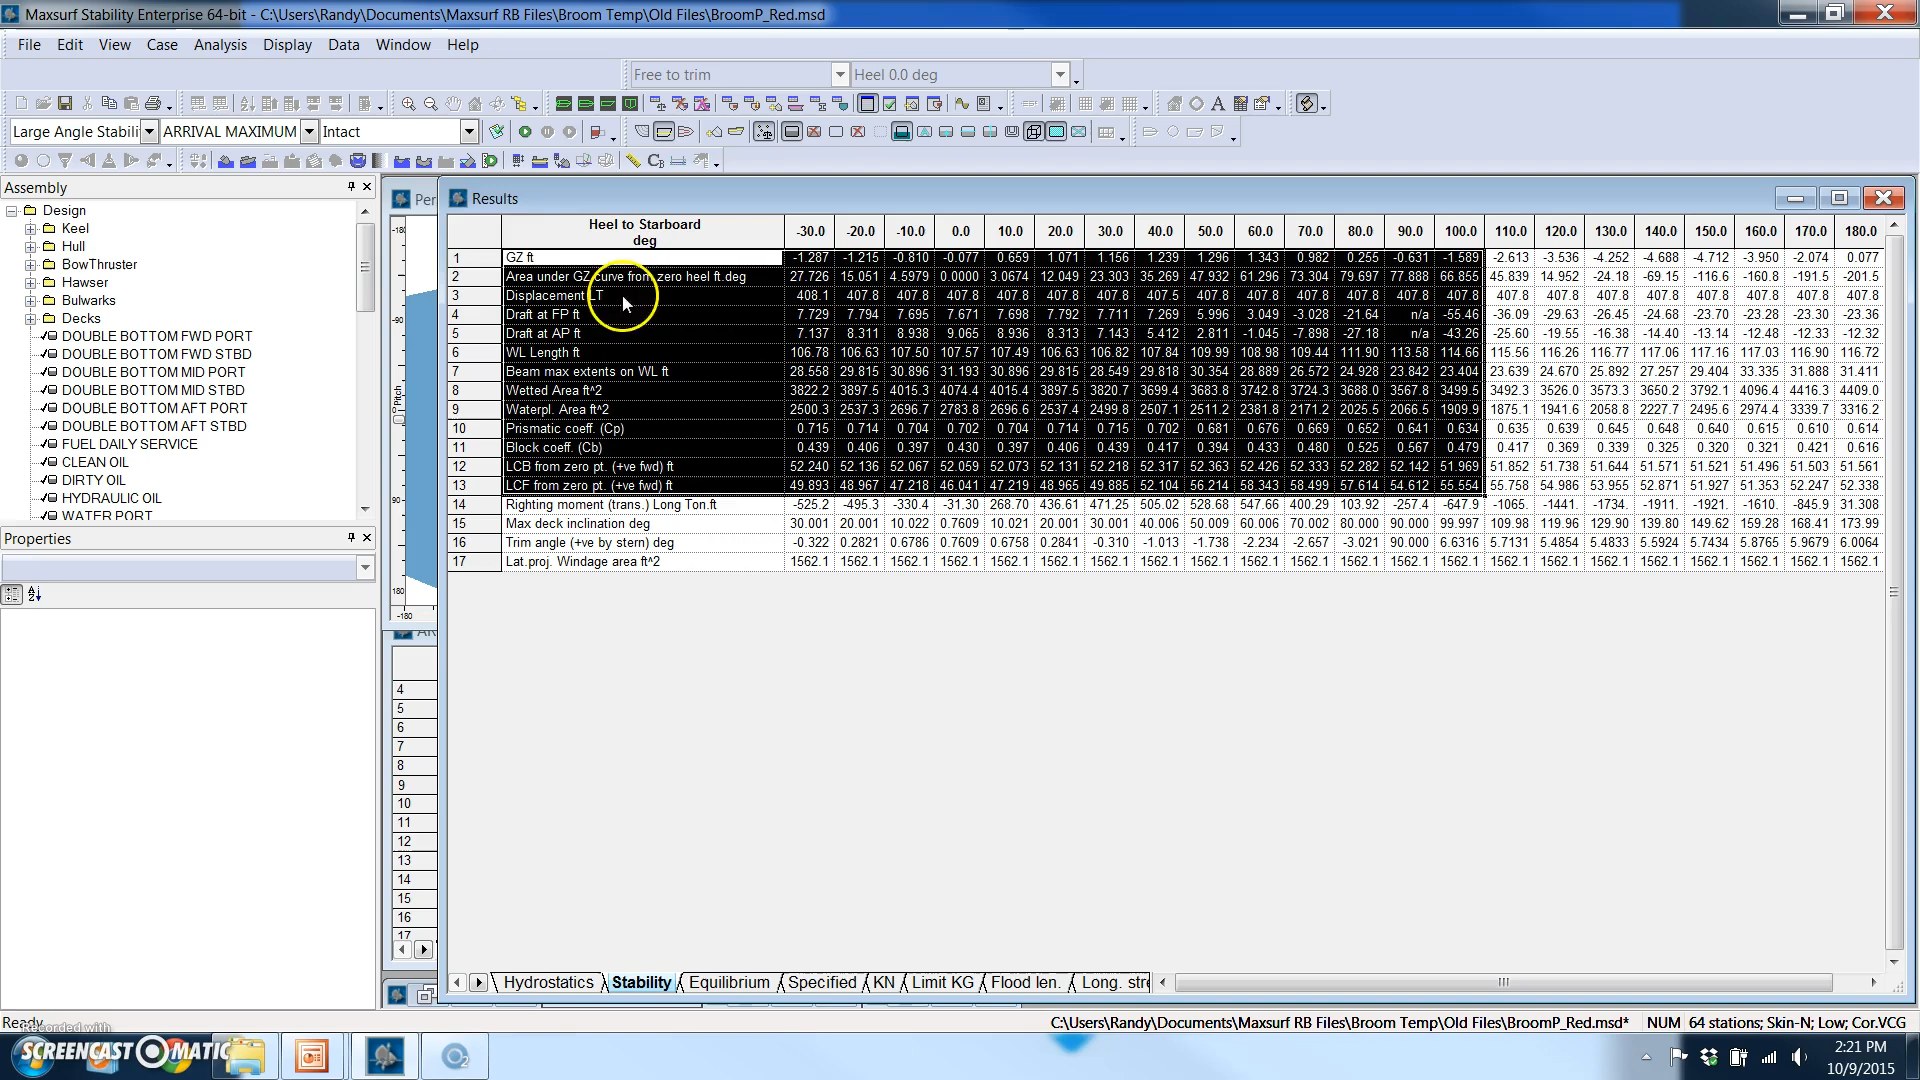 Maxsurf Stability Enterprise 64-bit - C:\Users\Randy\Documents\Maxsurf RB Files\Broom Temp\Old Files\BroomP_Red.msd
File Edit View Case Analysis Display Data Window Help
Free to trim Heel 0.0 deg
Large Angle Stabili ARRIVAL MAXIMUM Intact
Assembly
Design
Keel
Hull
BowThruster
Hawser
Bulwarks
Decks
DOUBLE BOTTOM FWD PORT
DOUBLE BOTTOM FWD STBD
DOUBLE BOTTOM MID PORT
DOUBLE BOTTOM MID STBD
DOUBLE BOTTOM AFT PORT
DOUBLE BOTTOM AFT STBD
FUEL DAILY SERVICE
CLEAN OIL
DIRTY OIL
HYDRAULIC OIL
WATER PORT
Properties
Per
-180
-90
Pitch
0
90
180
-180
4
5
6
7
8
9
10
11
12
13
14
15
16
17
Results
Heel to Starboard deg -30.0 -20.0 -10.0 0.0 10.0 20.0 30.0 40.0 50.0 60.0 70.0 80.0 90.0 100.0 110.0 120.0 130.0 140.0 150.0 160.0 170.0 180.0
1 GZ ft -1.287 -1.215 -0.810 -0.077 0.659 1.071 1.156 1.239 1.296 1.343 0.982 0.255 -0.631 -1.589 -2.613 -3.536 -4.252 -4.688 -4.712 -3.950 -2.074 0.077
2 Area under GZ curve from zero heel ft.deg 27.726 15.051 4.5979 0.0000 3.0674 12.049 23.303 35.269 47.932 61.296 73.304 79.697 77.888 66.855 45.839 14.952 -24.18 -69.15 -116.6 -160.8 -191.5 -201.5
3 Displacement LT 408.1 407.8 407.8 407.8 407.8 407.8 407.8 407.5 407.8 407.8 407.8 407.8 407.8 407.8 407.8 407.8 407.8 407.8 407.8 407.8 407.8 407.8
4 Draft at FP ft 7.729 7.794 7.695 7.671 7.698 7.792 7.711 7.269 5.996 3.049 -3.028 -21.64 n/a -55.46 -36.09 -29.63 -26.45 -24.68 -23.70 -23.28 -23.30 -23.36
5 Draft at AP ft 7.137 8.311 8.938 9.065 8.936 8.313 7.143 5.412 2.811 -1.045 -7.898 -27.18 n/a -43.26 -25.60 -19.55 -16.38 -14.40 -13.14 -12.48 -12.33 -12.32
6 WL Length ft 106.78 106.63 107.50 107.57 107.49 106.63 106.82 107.84 109.99 108.98 109.44 111.90 113.58 114.66 115.56 116.26 116.77 117.06 117.16 117.03 116.90 116.72
7 Beam max extents on WL ft 28.558 29.815 30.896 31.193 30.896 29.815 28.549 29.818 30.354 28.889 26.572 24.928 23.842 23.404 23.639 24.670 25.892 27.257 29.404 33.335 31.888 31.411
8 Wetted Area ft^2 3822.2 3897.5 4015.3 4074.4 4015.4 3897.5 3820.7 3699.4 3683.8 3742.8 3724.3 3688.0 3567.8 3499.5 3492.3 3526.0 3573.3 3650.2 3792.1 4096.4 4416.3 4409.0
9 Waterpl. Area ft^2 2500.3 2537.3 2696.7 2783.8 2696.6 2537.4 2499.8 2507.1 2511.2 2381.8 2171.2 2025.5 2066.5 1909.9 1875.1 1941.6 2058.8 2227.7 2495.6 2974.4 3339.7 3316.2
10 Prismatic coeff. (Cp) 0.715 0.714 0.704 0.702 0.704 0.714 0.715 0.702 0.681 0.676 0.669 0.652 0.641 0.634 0.635 0.639 0.645 0.648 0.640 0.615 0.610 0.614
11 Block coeff. (Cb) 0.439 0.406 0.397 0.430 0.397 0.406 0.439 0.417 0.394 0.433 0.480 0.525 0.567 0.479 0.417 0.369 0.339 0.325 0.320 0.321 0.421 0.616
12 LCB from zero pt. (+ve fwd) ft 52.240 52.136 52.067 52.059 52.073 52.131 52.218 52.317 52.363 52.426 52.333 52.282 52.142 51.969 51.852 51.738 51.644 51.571 51.521 51.496 51.503 51.561
13 LCF from zero pt. (+ve fwd) ft 49.893 48.967 47.218 46.041 47.219 48.965 49.885 52.104 56.214 58.343 58.499 57.614 54.612 55.554 55.758 54.986 53.955 52.871 51.927 51.353 52.247 52.338
14 Righting moment (trans.) Long Ton.ft -525.2 -495.3 -330.4 -31.30 268.70 436.61 471.25 505.02 528.68 547.66 400.29 103.92 -257.4 -647.9 -1065. -1441. -1734. -1911. -1921. -1610. -845.9 31.308
15 Max deck inclination deg 30.001 20.001 10.022 0.7609 10.021 20.001 30.001 40.006 50.009 60.006 70.002 80.000 90.000 99.997 109.98 119.96 129.90 139.80 149.62 159.28 168.41 173.99
16 Trim angle (+ve by stern) deg -0.322 0.2821 0.6786 0.7609 0.6758 0.2841 -0.310 -1.013 -1.738 -2.234 -2.657 -3.021 90.000 6.6316 5.7131 5.4854 5.4833 5.5924 5.7434 5.8765 5.9679 6.0064
17 Lat.proj. Windage area ft^2 1562.1 1562.1 1562.1 1562.1 1562.1 1562.1 1562.1 1562.1 1562.1 1562.1 1562.1 1562.1 1562.1 1562.1 1562.1 1562.1 1562.1 1562.1 1562.1 1562.1 1562.1 1562.1
Hydrostatics Stability Equilibrium Specified KN Limit KG Flood len. Long. stre
Ready C:\Users\Randy\Documents\Maxsurf RB Files\Broom Temp\Old Files\BroomP_Red.msd* NUM 64 stations; Skin-N; Low; Cor.VCG
Recorded with
SCREENCAST O MATIC
2:21 PM
10/9/2015